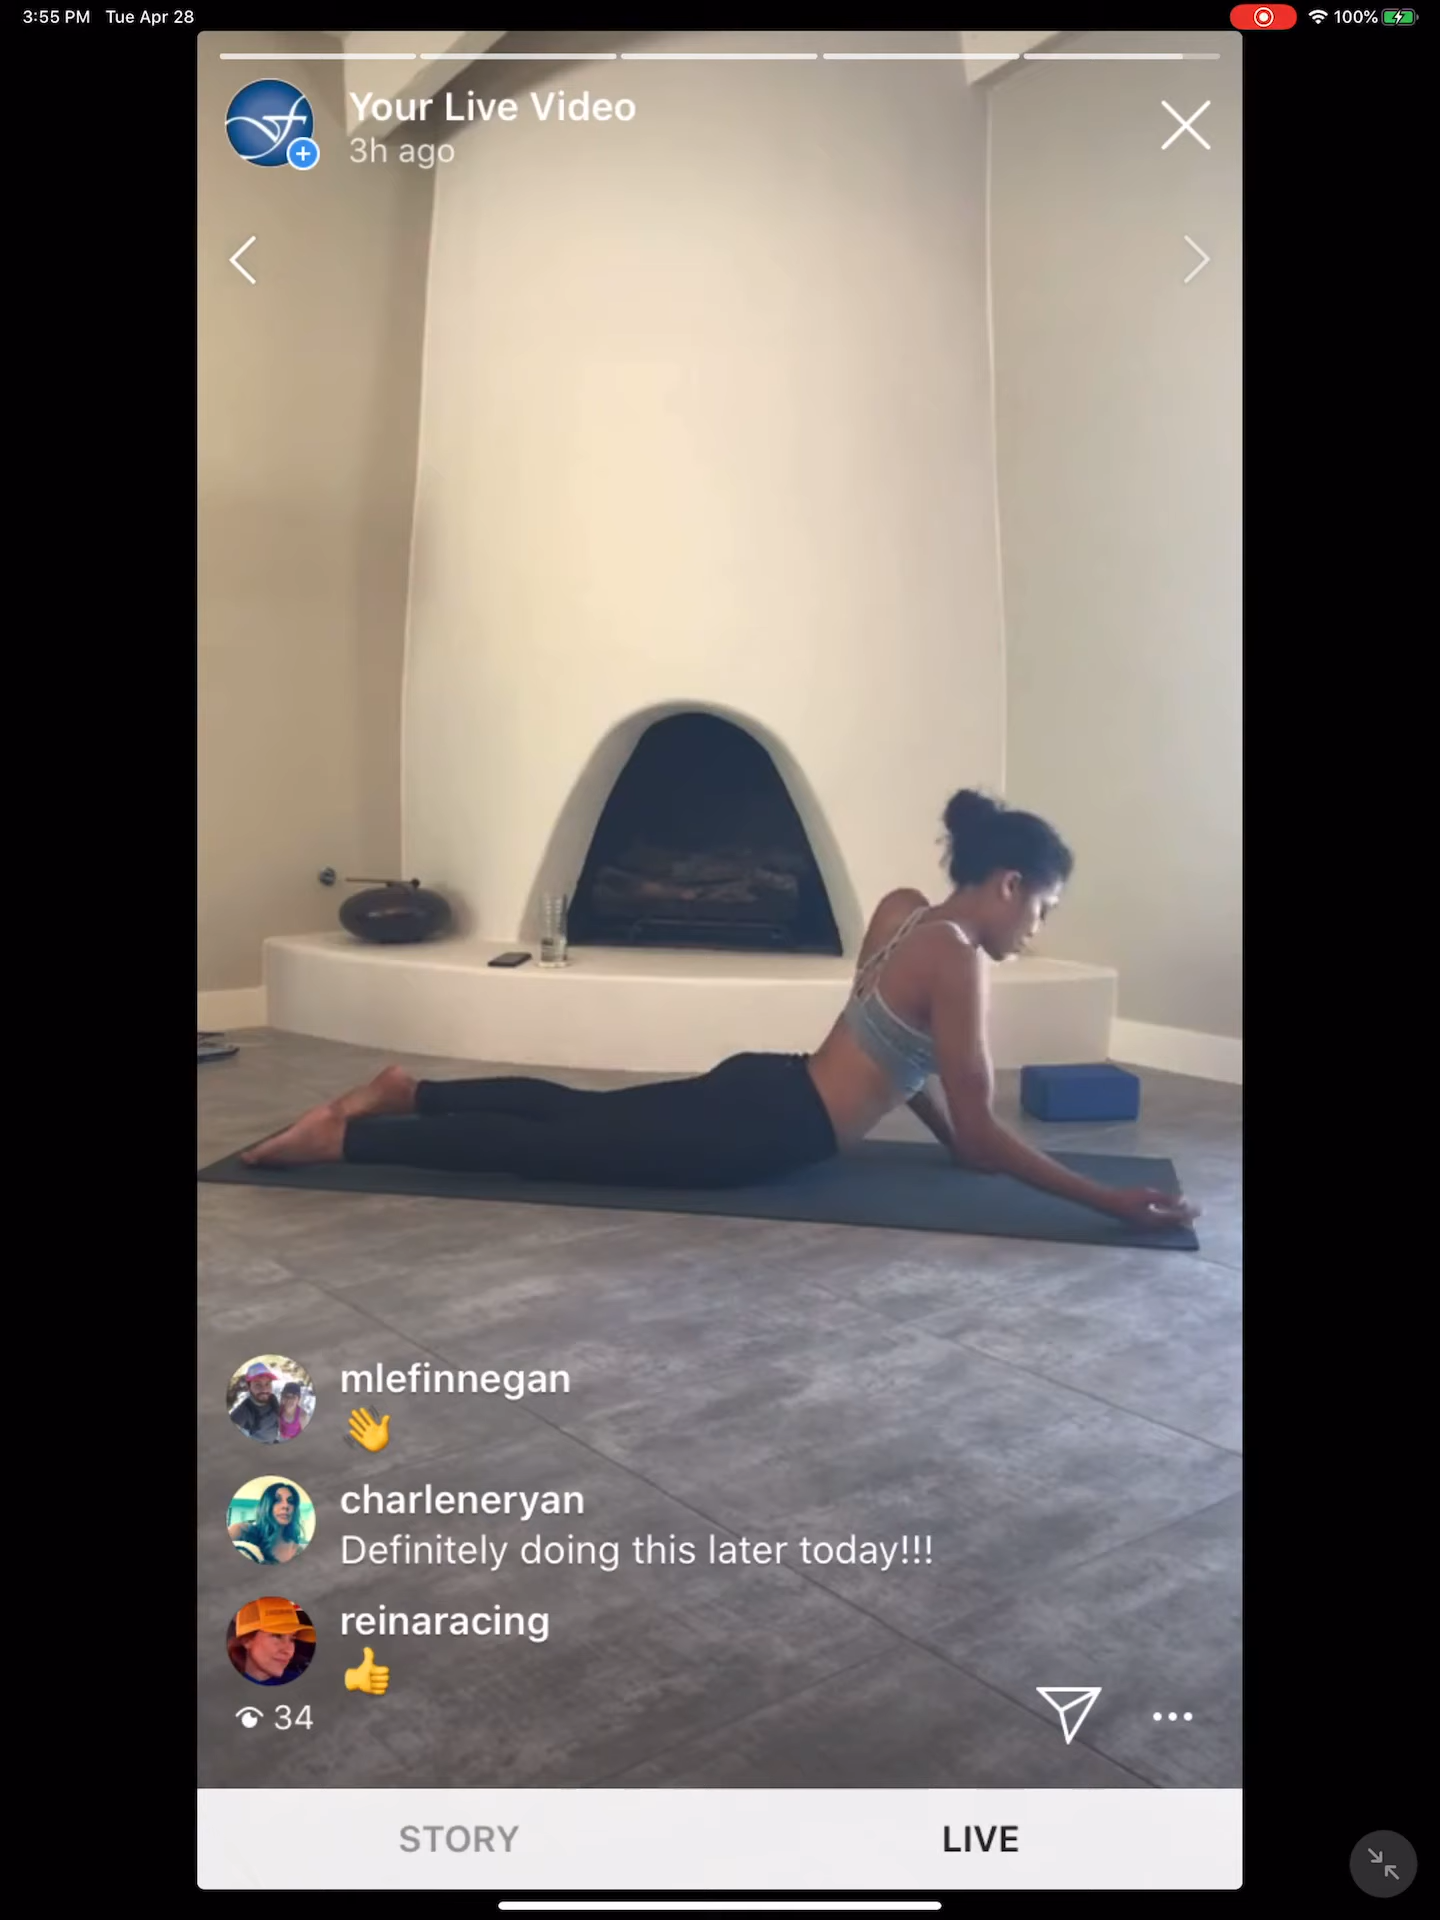 3:55 PM Tue Apr 28
100%
Your Live Video
3h ago
mlefinnegan
👋
charleneryan
Definitely doing this later today!!!
reinaracing
👍
34
STORY LIVE